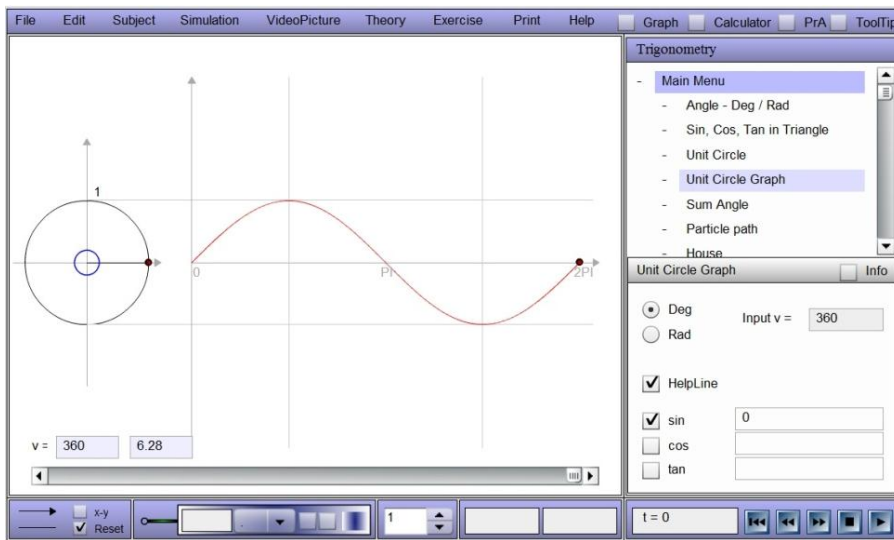 File Edit Subject Simulation VideoPicture Theory Exercise Print Help Graph Calculator PrA ToolTip
Trigonometry
- Main Menu
- Angle - Deg / Rad
- Sin, Cos, Tan in Triangle
- Unit Circle
- Unit Circle Graph
- Sum Angle
- Particle path
- House
1
0 PI 2PI
v = 360 6.28
Unit Circle Graph Info
Deg
Rad
Input v = 360
HelpLine
sin 0
cos
tan
x-y
Reset
1
t = 0